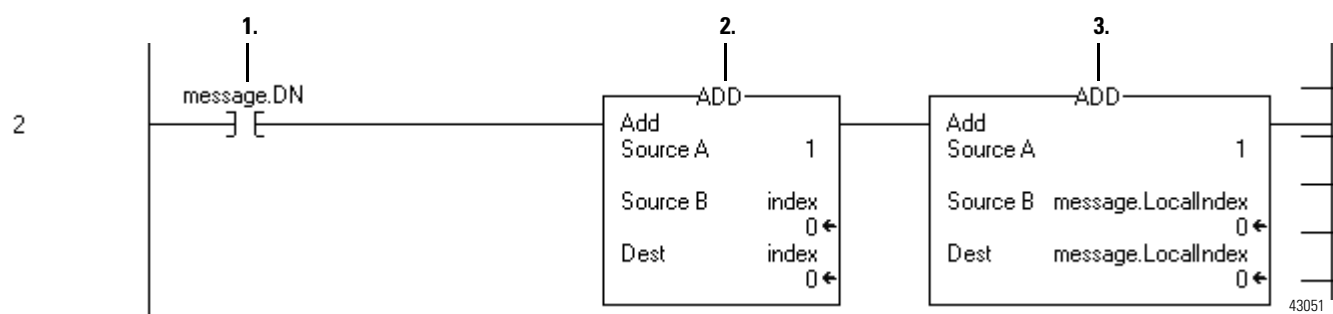 1. 2. 3.
message.DN ADD ADD
2
Add Add
Source A 1 Source A 1
Source B index Source B message.LocalIndex
0 0
Dest index Dest message.LocalIndex
0 0
43051